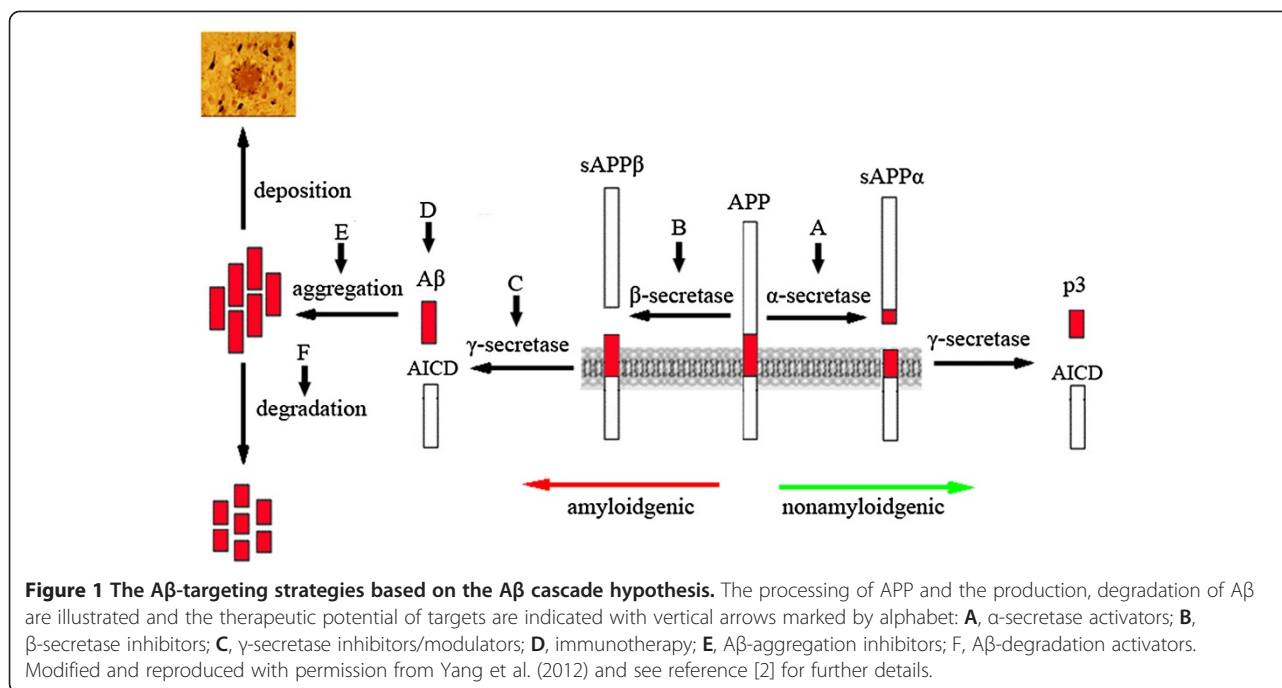 deposition
sAPPβ
sAPPα
APP
D
E
B
A
Aβ
C
p3
aggregation
β-secretase
α-secretase
γ-secretase
γ-secretase
F
AICD
AICD
degradation
amyloidgenic
nonamyloidgenic
Figure 1 The Aβ-targeting strategies based on the Aβ cascade hypothesis. The processing of APP and the production, degradation of Aβ
are illustrated and the therapeutic potential of targets are indicated with vertical arrows marked by alphabet: A, α-secretase activators; B,
β-secretase inhibitors; C, γ-secretase inhibitors/modulators; D, immunotherapy; E, Aβ-aggregation inhibitors; F, Aβ-degradation activators.
Modified and reproduced with permission from Yang et al. (2012) and see reference [2] for further details.